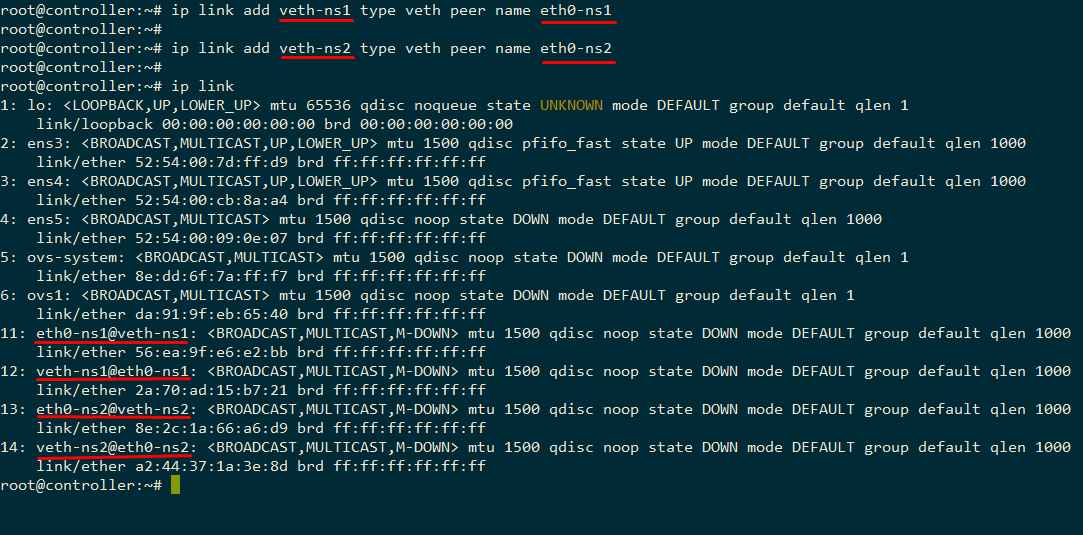 root@controller:~# ip link add veth-ns1 type veth peer name eth0-ns1
root@controller:~#
root@controller:~# ip link add veth-ns2 type veth peer name eth0-ns2
root@controller:~#
root@controller:~# ip link
1: lo: <LOOPBACK,UP,LOWER_UP> mtu 65536 qdisc noqueue state UNKNOWN mode DEFAULT group default qlen 1
    link/loopback 00:00:00:00:00:00 brd 00:00:00:00:00:00
2: ens3: <BROADCAST,MULTICAST,UP,LOWER_UP> mtu 1500 qdisc pfifo_fast state UP mode DEFAULT group default qlen 1000
    link/ether 52:54:00:7d:ff:d9 brd ff:ff:ff:ff:ff:ff
3: ens4: <BROADCAST,MULTICAST,UP,LOWER_UP> mtu 1500 qdisc pfifo_fast state UP mode DEFAULT group default qlen 1000
    link/ether 52:54:00:cb:8a:a4 brd ff:ff:ff:ff:ff:ff
4: ens5: <BROADCAST,MULTICAST> mtu 1500 qdisc noop state DOWN mode DEFAULT group default qlen 1000
    link/ether 52:54:00:09:0e:07 brd ff:ff:ff:ff:ff:ff
5: ovs-system: <BROADCAST,MULTICAST> mtu 1500 qdisc noop state DOWN mode DEFAULT group default qlen 1
    link/ether 8e:dd:6f:7a:ff:f7 brd ff:ff:ff:ff:ff:ff
6: ovs1: <BROADCAST,MULTICAST> mtu 1500 qdisc noop state DOWN mode DEFAULT group default qlen 1
    link/ether da:91:9f:eb:65:40 brd ff:ff:ff:ff:ff:ff
11: eth0-ns1@veth-ns1: <BROADCAST,MULTICAST,M-DOWN> mtu 1500 qdisc noop state DOWN mode DEFAULT group default qlen 1000
    link/ether 56:ea:9f:e6:e2:bb brd ff:ff:ff:ff:ff:ff
12: veth-ns1@eth0-ns1: <BROADCAST,MULTICAST,M-DOWN> mtu 1500 qdisc noop state DOWN mode DEFAULT group default qlen 1000
    link/ether 2a:70:ad:15:b7:21 brd ff:ff:ff:ff:ff:ff
13: eth0-ns2@veth-ns2: <BROADCAST,MULTICAST,M-DOWN> mtu 1500 qdisc noop state DOWN mode DEFAULT group default qlen 1000
    link/ether 8e:2c:1a:66:a6:d9 brd ff:ff:ff:ff:ff:ff
14: veth-ns2@eth0-ns2: <BROADCAST,MULTICAST,M-DOWN> mtu 1500 qdisc noop state DOWN mode DEFAULT group default qlen 1000
    link/ether a2:44:37:1a:3e:8d brd ff:ff:ff:ff:ff:ff
root@controller:~#